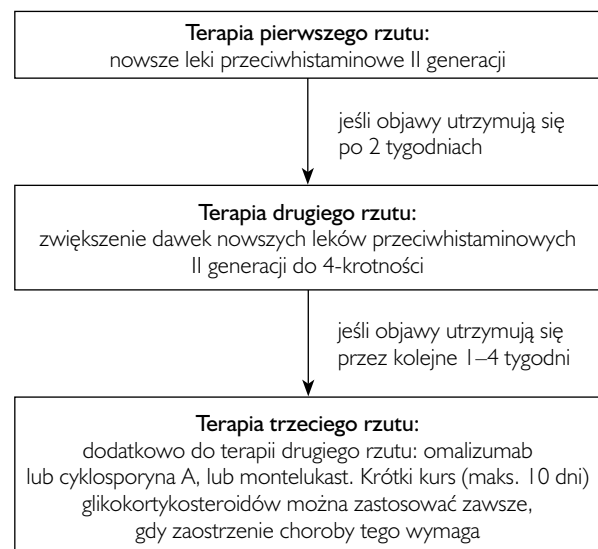 Terapia pierwszego rzutu:
nowsze leki przeciwhistaminowe II generacji
jeśli objawy utrzymują się
po 2 tygodniach
Terapia drugiego rzutu:
zwiększenie dawek nowszych leków przeciwhistaminowych
II generacji do 4-krotności
jeśli objawy utrzymują się
przez kolejne 1–4 tygodni
Terapia trzeciego rzutu:
dodatkowo do terapii drugiego rzutu: omalizumab
lub cyklosporyna A, lub montelukast. Krótki kurs (maks. 10 dni)
glikokortykosteroidów można zastosować zawsze,
gdy zaostrzenie choroby tego wymaga